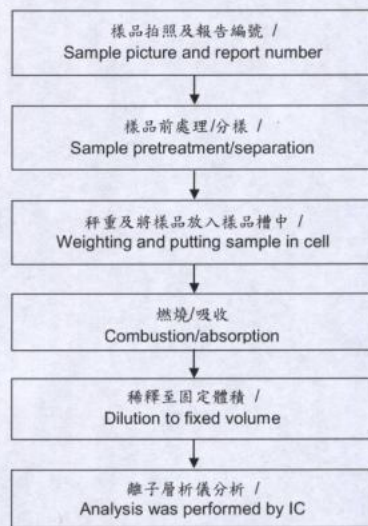 樣品拍照及報告編號 /
Sample picture and report number
樣品前處理/分樣 /
Sample pretreatment/separation
秤重及將樣品放入樣品槽中 /
Weighting and putting sample in cell
燃燒/吸收
Combustion/absorption
稀釋至固定體積 /
Dilution to fixed volume
離子層析儀分析 /
Analysis was performed by IC